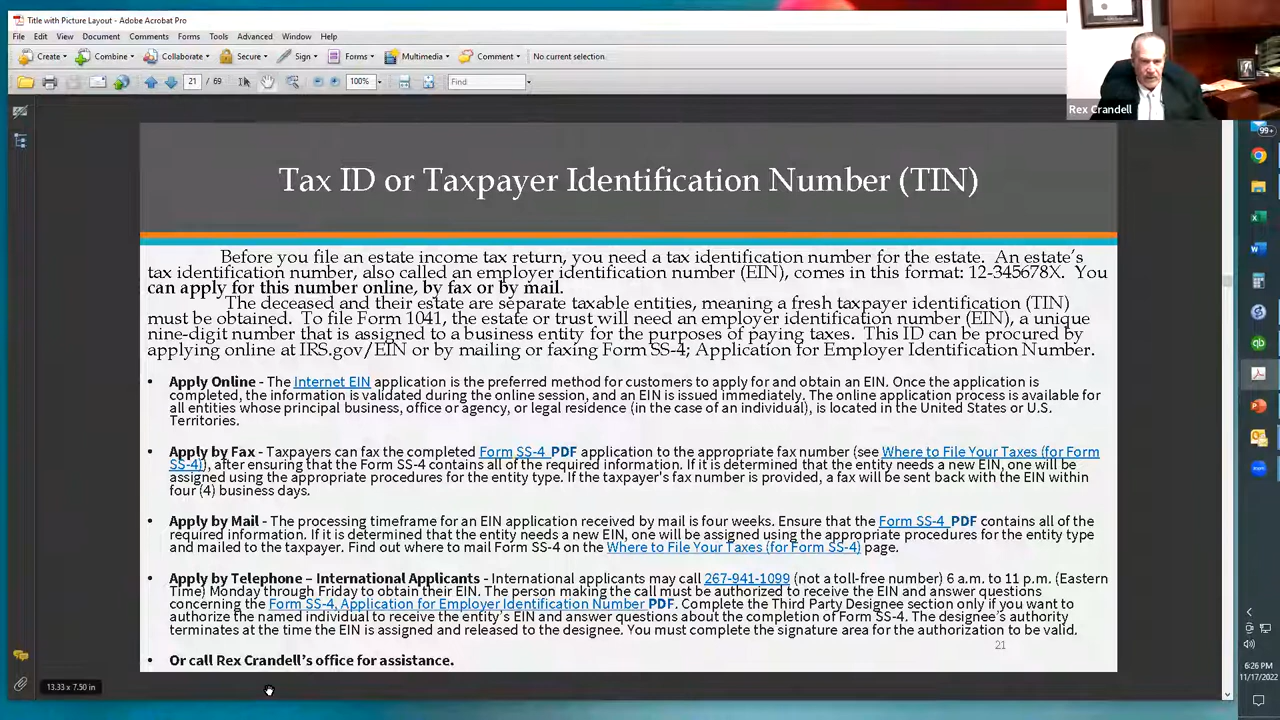 Title with Picture Layout - Adobe Acrobat Pro
File Edit View Document Comments Forms Tools Advanced Window Help
Create Combine Collaborate Secure Sign Forms Multimedia Comment No current selection.
21 / 69 100% Find
Rex Crandell
99+
Tax ID or Taxpayer Identification Number (TIN)
Before you file an estate income tax return, you need a tax identification number for the estate. An estate's
tax identification number, also called an employer identification number (EIN), comes in this format: 12-345678X. You
can apply for this number online, by fax or by mail.
The deceased and their estate are separate taxable entities, meaning a fresh taxpayer identification (TIN)
must be obtained. To file Form 1041, the estate or trust will need an employer identification number (EIN), a unique
nine-digit number that is assigned to a business entity for the purposes of paying taxes. This ID can be procured by
applying online at IRS.gov/EIN or by mailing or faxing Form SS-4; Application for Employer Identification Number.
• Apply Online - The Internet EIN application is the preferred method for customers to apply for and obtain an EIN. Once the application is
completed, the information is validated during the online session, and an EIN is issued immediately. The online application process is available for
all entities whose principal business, office or agency, or legal residence (in the case of an individual), is located in the United States or U.S.
Territories.
• Apply by Fax - Taxpayers can fax the completed Form SS-4 PDF application to the appropriate fax number (see Where to File Your Taxes (for Form
SS-4)), after ensuring that the Form SS-4 contains all of the required information. If it is determined that the entity needs a new EIN, one will be
assigned using the appropriate procedures for the entity type. If the taxpayer's fax number is provided, a fax will be sent back with the EIN within
four (4) business days.
• Apply by Mail - The processing timeframe for an EIN application received by mail is four weeks. Ensure that the Form SS-4 PDF contains all of the
required information. If it is determined that the entity needs a new EIN, one will be assigned using the appropriate procedures for the entity type
and mailed to the taxpayer. Find out where to mail Form SS-4 on the Where to File Your Taxes (for Form SS-4) page.
• Apply by Telephone – International Applicants - International applicants may call 267-941-1099 (not a toll-free number) 6 a.m. to 11 p.m. (Eastern
Time) Monday through Friday to obtain their EIN. The person making the call must be authorized to receive the EIN and answer questions
concerning the Form SS-4, Application for Employer Identification Number PDF. Complete the Third Party Designee section only if you want to
authorize the named individual to receive the entity's EIN and answer questions about the completion of Form SS-4. The designee's authority
terminates at the time the EIN is assigned and released to the designee. You must complete the signature area for the authorization to be valid.
21
• Or call Rex Crandell's office for assistance.
13.33 x 7.50 in
6:26 PM
11/17/2022